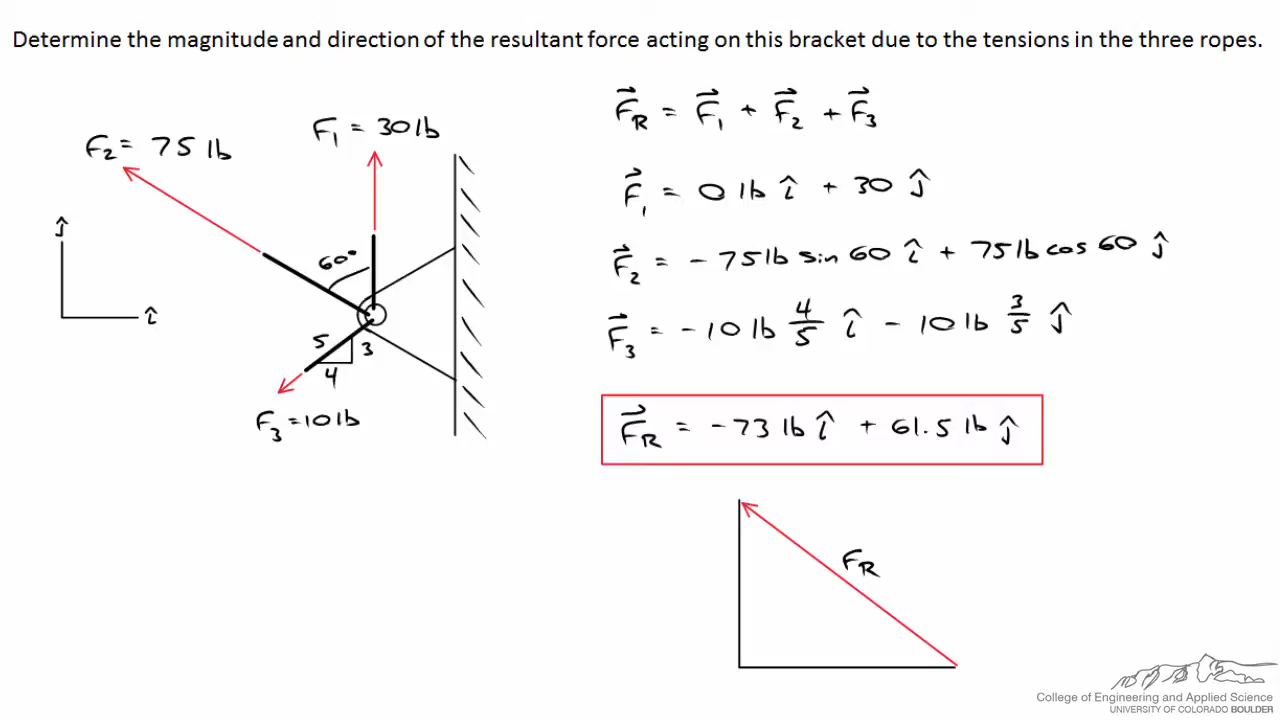 Determine the magnitude and direction of the resultant force acting on this bracket due to the tensions in the three ropes.
F₂ = 75 lb
F₁ = 30 lb
ĵ
î
60°
5
3
4
F₃ = 10 lb
F⃗_R = F⃗₁ + F⃗₂ + F⃗₃
F⃗₁ = 0 lb î + 30 ĵ
F⃗₂ = - 75 lb sin 60 î + 75 lb cos 60 ĵ
F⃗₃ = - 10 lb 4/5 î - 10 lb 3/5 ĵ
F⃗_R = - 73 lb î + 61.5 lb ĵ
F_R
College of Engineering and Applied Science
UNIVERSITY OF COLORADO BOULDER